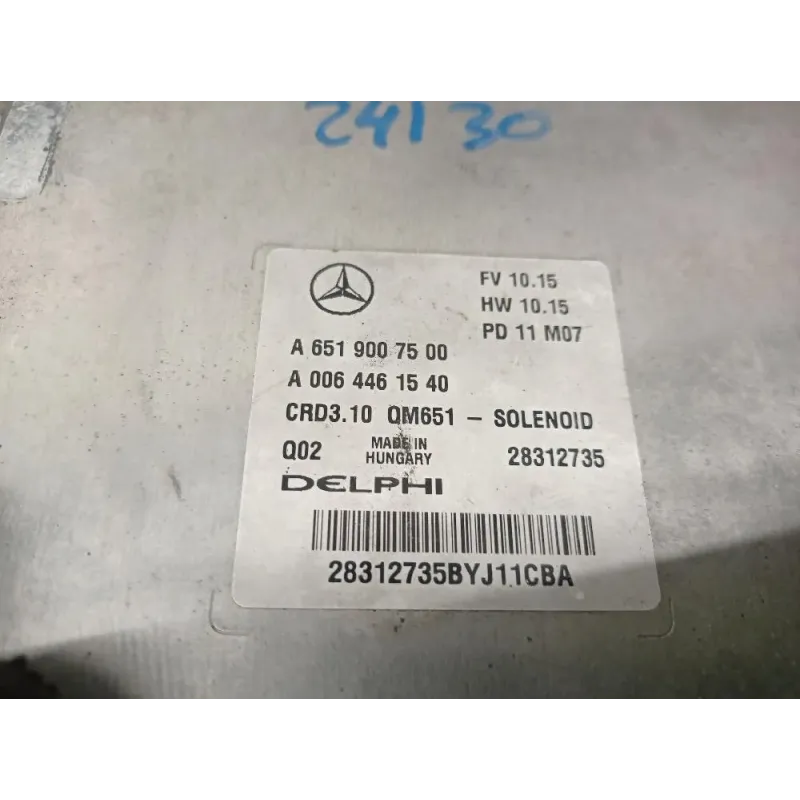 24130
FV 10.15
HW 10.15
PD 11 M07
A 651 900 75 00
A 006 446 15 40
CRD3.10 QM651 – SOLENOID
Q02 MADE IN HUNGARY 28312735
DELPHI
28312735BYJ11CBA